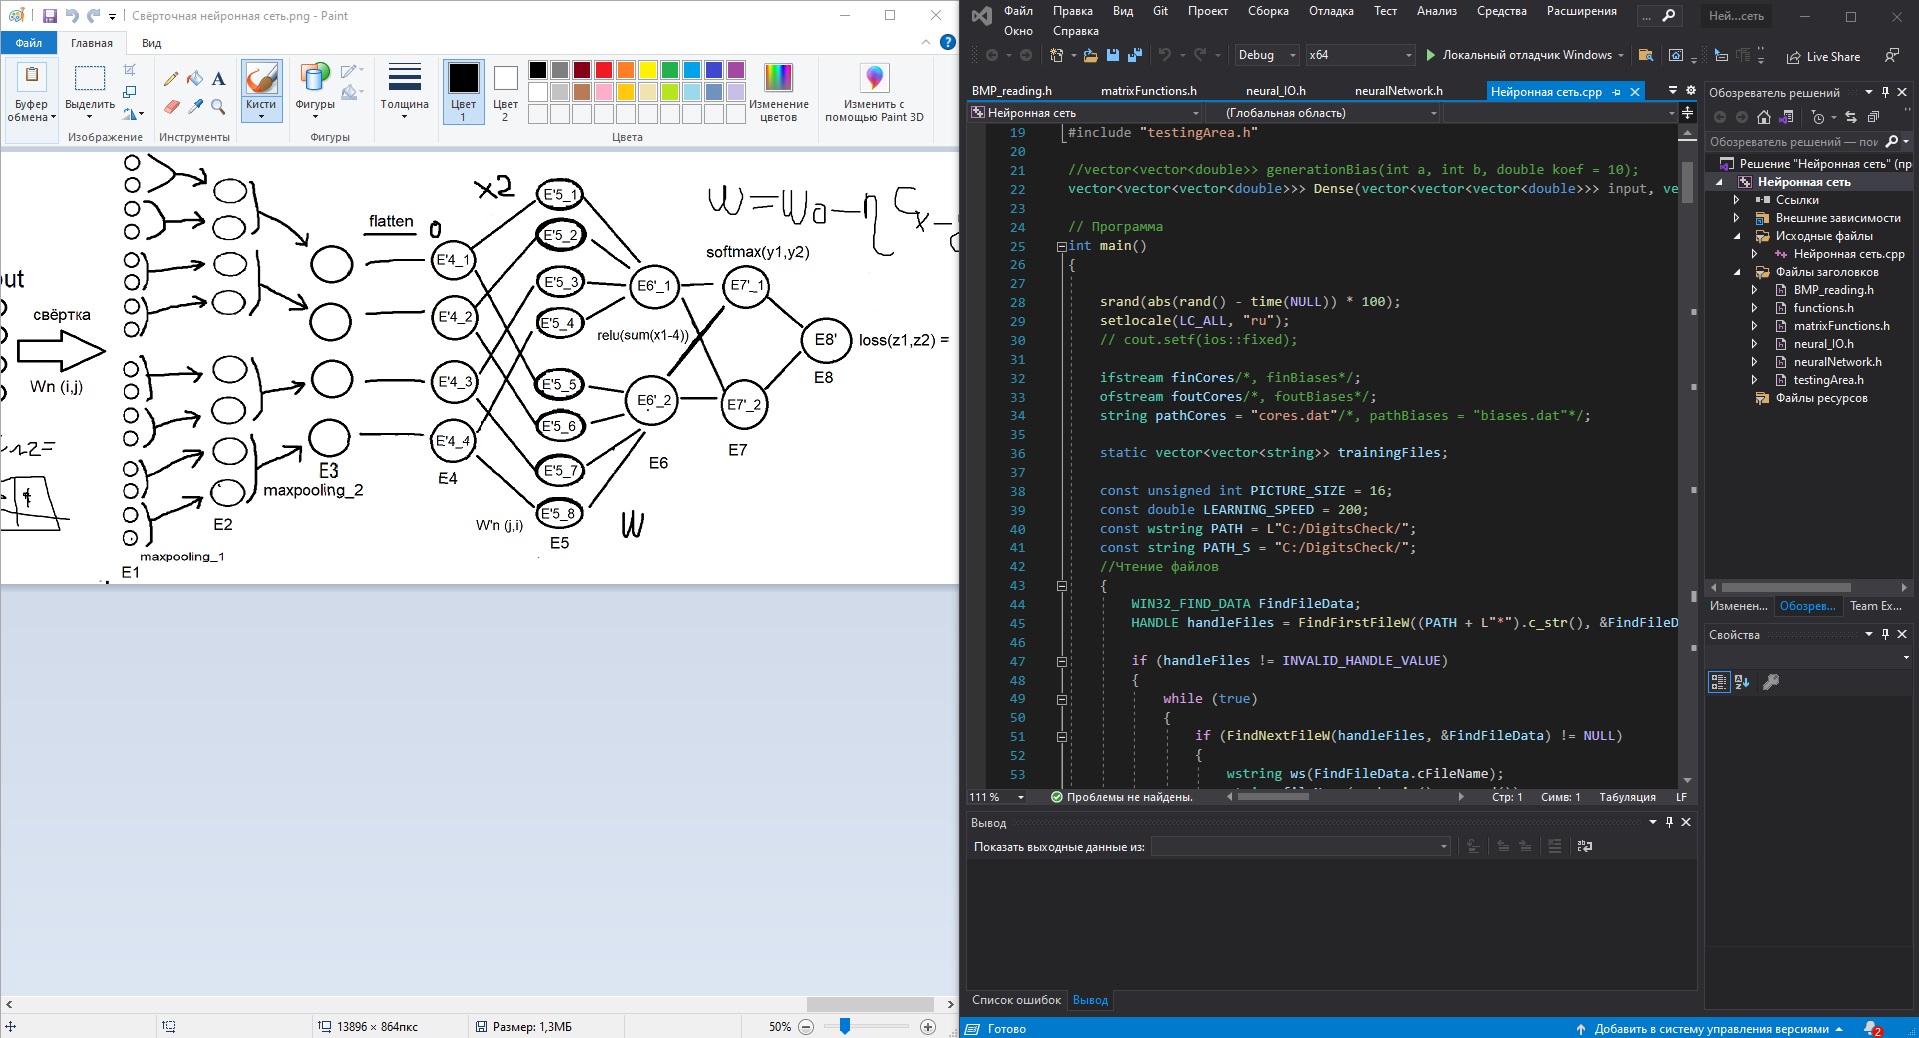 Свёрточная нейронная сеть.png - Paint
Файл
Главная
Вид
Буфер обмена
Выделить
Изображение
Инструменты
A
Кисти
Фигуры
Фигуры
Толщина
Цвет 1
Цвет 2
Цвета
Изменение цветов
Изменить с помощью Paint 3D
out
свёртка
Wn (i,j)
E1
maxpooling_1
E2
E3
maxpooling_2
flatten
0
E'4_1
E'4_2
E'4_3
E'4_4
E4
x2
E'5_1
E'5_2
E'5_3
E'5_4
E'5_5
E'5_6
E'5_7
E'5_8
W'n (j,i)
E5
W
E6'_1
relu(sum(x1-4))
E6'_2
E6
softmax(y1,y2)
E7'_1
E7'_2
E7
E8'
E8
loss(z1,z2) =
13896 × 864пкс
Размер: 1,3МБ
50%
Файл Правка Вид Git Проект Сборка Отладка Тест Анализ Средства Расширения
Окно Справка
...
Ней...сеть
Debug
x64
Локальный отладчик Windows
Live Share
BMP_reading.h
matrixFunctions.h
neural_IO.h
neuralNetwork.h
Нейронная сеть.cpp
Нейронная сеть
(Глобальная область)
19 #include "testingArea.h"
20
21 //vector<vector<double>> generationBias(int a, int b, double koef = 10);
22 vector<vector<vector<double>>> Dense(vector<vector<vector<double>>> input, ve
23
24 // Программа
25 int main()
26 {
27
28 srand(abs(rand() - time(NULL)) * 100);
29 setlocale(LC_ALL, "ru");
30 // cout.setf(ios::fixed);
31
32 ifstream finCores/*, finBiases*/;
33 ofstream foutCores/*, foutBiases*/;
34 string pathCores = "cores.dat"/*, pathBiases = "biases.dat"*/;
35
36 static vector<vector<string>> trainingFiles;
37
38 const unsigned int PICTURE_SIZE = 16;
39 const double LEARNING_SPEED = 200;
40 const wstring PATH = L"C:/DigitsCheck/";
41 const string PATH_S = "C:/DigitsCheck/";
42 //Чтение файлов
43 {
44 WIN32_FIND_DATA FindFileData;
45 HANDLE handleFiles = FindFirstFileW((PATH + L"*").c_str(), &FindFileD
46
47 if (handleFiles != INVALID_HANDLE_VALUE)
48 {
49 while (true)
50 {
51 if (FindNextFileW(handleFiles, &FindFileData) != NULL)
52 {
53 wstring ws(FindFileData.cFileName);
111 %
Проблемы не найдены.
Стр: 1
Симв: 1
Табуляция
LF
Вывод
Показать выходные данные из:
Список ошибок
Вывод
Обозреватель решений
Обозреватель решений — пои
Решение "Нейронная сеть" (пр
Нейронная сеть
Ссылки
Внешние зависимости
Исходные файлы
Нейронная сеть.cpp
Файлы заголовков
BMP_reading.h
functions.h
matrixFunctions.h
neural_IO.h
neuralNetwork.h
testingArea.h
Файлы ресурсов
Изменен...
Обозрев...
Team Ex...
Свойства
Готово
Добавить в систему управления версиями
2